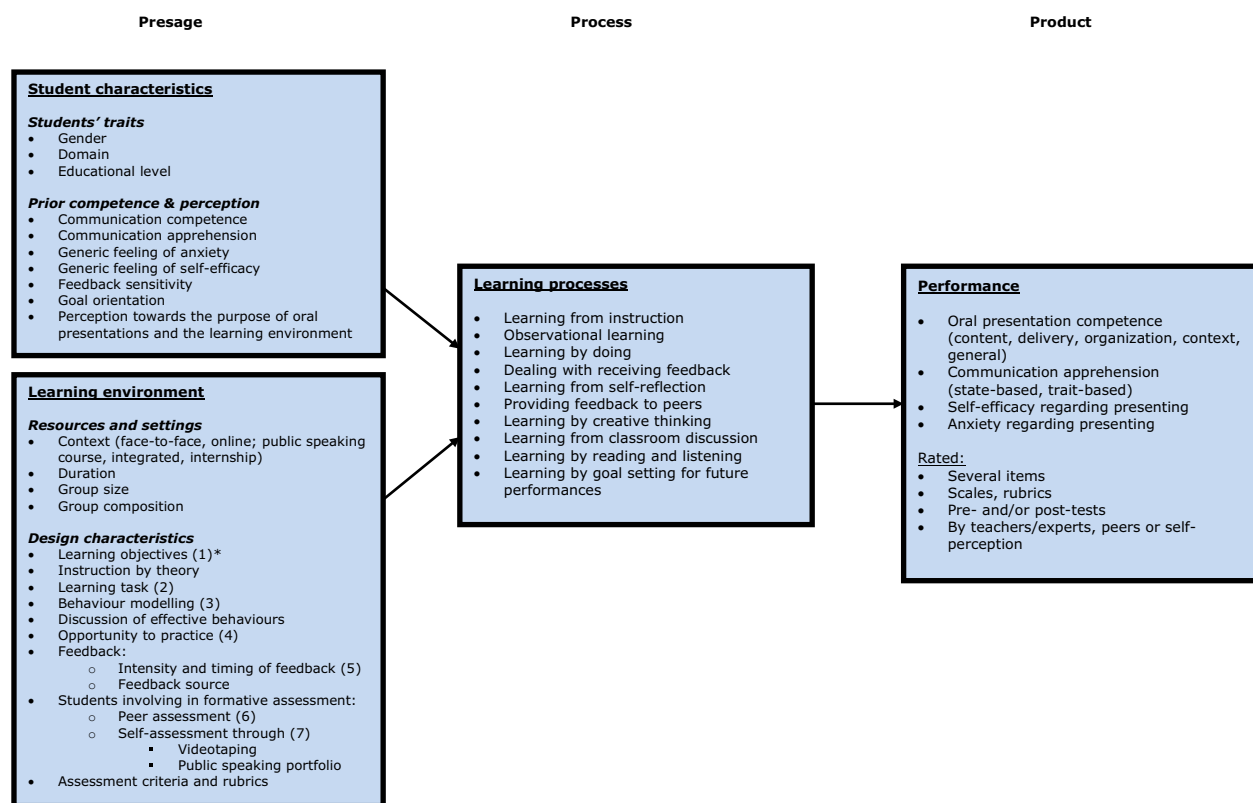 Presage
Process
Product
Student characteristics
Students’ traits
• Gender
• Domain
• Educational level
Prior competence & perception
• Communication competence
• Communication apprehension
• Generic feeling of anxiety
• Generic feeling of self-efficacy
• Feedback sensitivity
• Goal orientation
• Perception towards the purpose of oral
presentations and the learning environment
Learning environment
Resources and settings
• Context (face-to-face, online; public speaking
course, integrated, internship)
• Duration
• Group size
• Group composition
Design characteristics
• Learning objectives (1)*
• Instruction by theory
• Learning task (2)
• Behaviour modelling (3)
• Discussion of effective behaviours
• Opportunity to practice (4)
• Feedback:
o Intensity and timing of feedback (5)
o Feedback source
• Students involving in formative assessment:
o Peer assessment (6)
o Self-assessment through (7)
▪ Videotaping
▪ Public speaking portfolio
• Assessment criteria and rubrics
Learning processes
• Learning from instruction
• Observational learning
• Learning by doing
• Dealing with receiving feedback
• Learning from self-reflection
• Providing feedback to peers
• Learning by creative thinking
• Learning from classroom discussion
• Learning by reading and listening
• Learning by goal setting for future
performances
Performance
• Oral presentation competence
(content, delivery, organization, context,
general)
• Communication apprehension
(state-based, trait-based)
• Self-efficacy regarding presenting
• Anxiety regarding presenting
Rated:
• Several items
• Scales, rubrics
• Pre- and/or post-tests
• By teachers/experts, peers or self-
perception